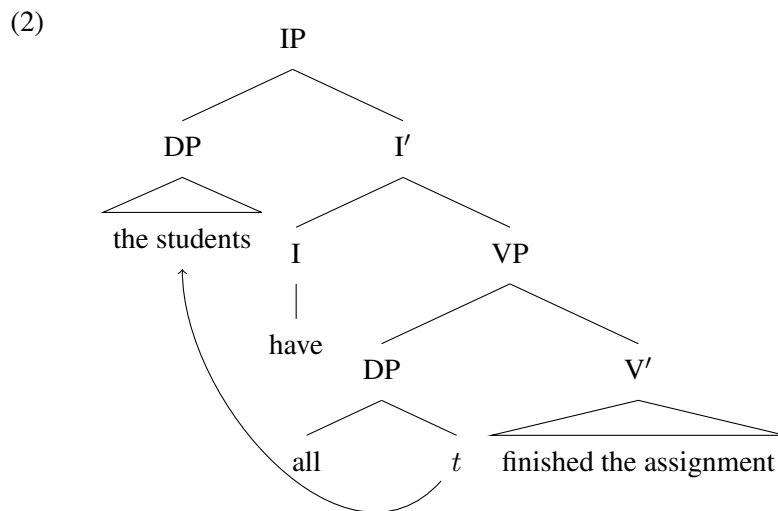 (2)
IP
DP I′
the students I VP
have DP V′
all t finished the assignment